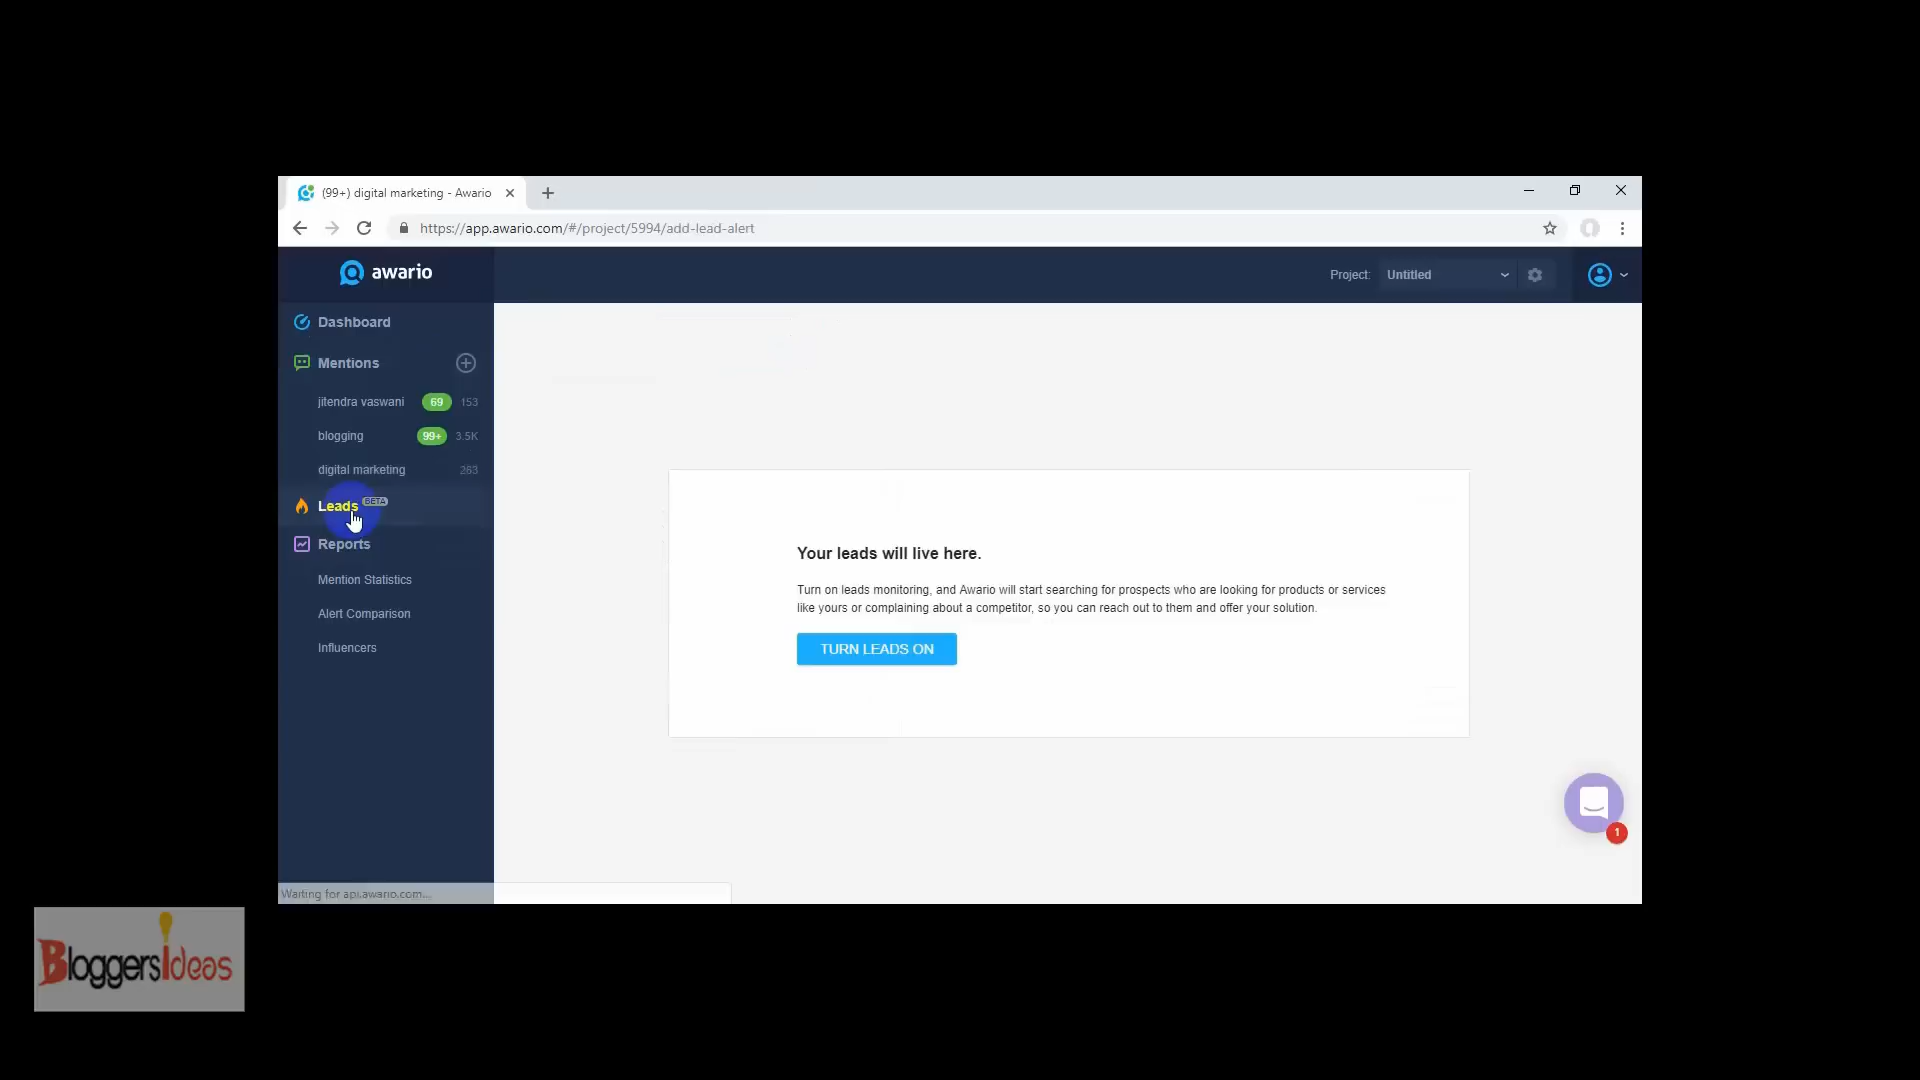 (99+) digital marketing - Awario
https://app.awario.com/#/project/5994/add-lead-alert
awario
Project:
Untitled
Dashboard
Mentions
jitendra vaswani 69 153
blogging 99+ 3.5K
digital marketing 263
Leads BETA
Reports
Mention Statistics
Alert Comparison
Influencers
Your leads will live here.
Turn on leads monitoring, and Awario will start searching for prospects who are looking for products or services
like yours or complaining about a competitor, so you can reach out to them and offer your solution.
TURN LEADS ON
1
Waiting for api.awario.com...
BloggersIdeas